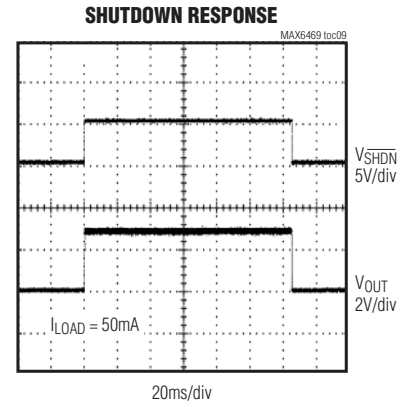 SHUTDOWN RESPONSE
MAX6469 toc09
VSHDN
5V/div
VOUT
2V/div
ILOAD = 50mA
20ms/div